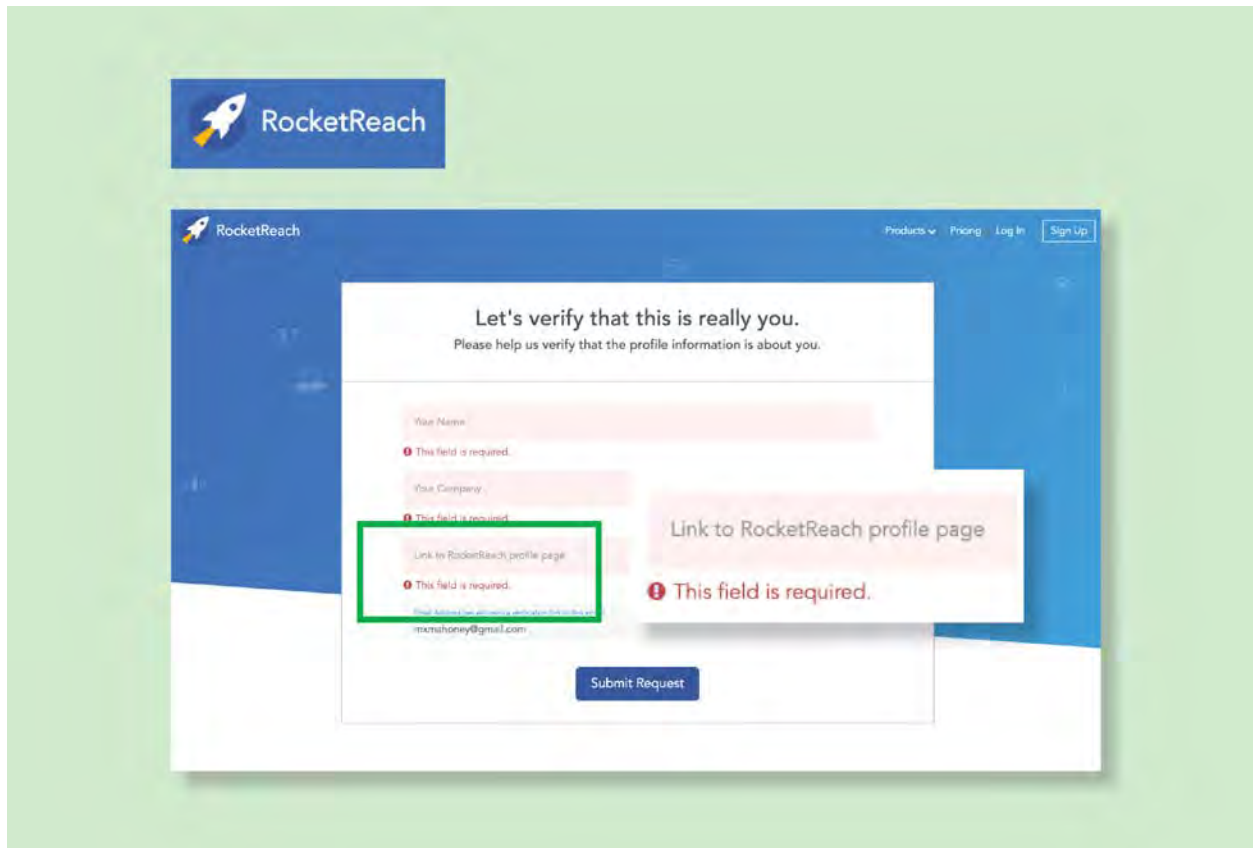 RocketReach
RocketReach
Products Pricing Log In Sign Up
Let's verify that this is really you.
Please help us verify that the profile information is about you.
Your Name
This field is required.
Your Company
This field is required.
Link to RocketReach profile page
This field is required.
Link to RocketReach profile page
This field is required.
mxmahoney@gmail.com
Submit Request